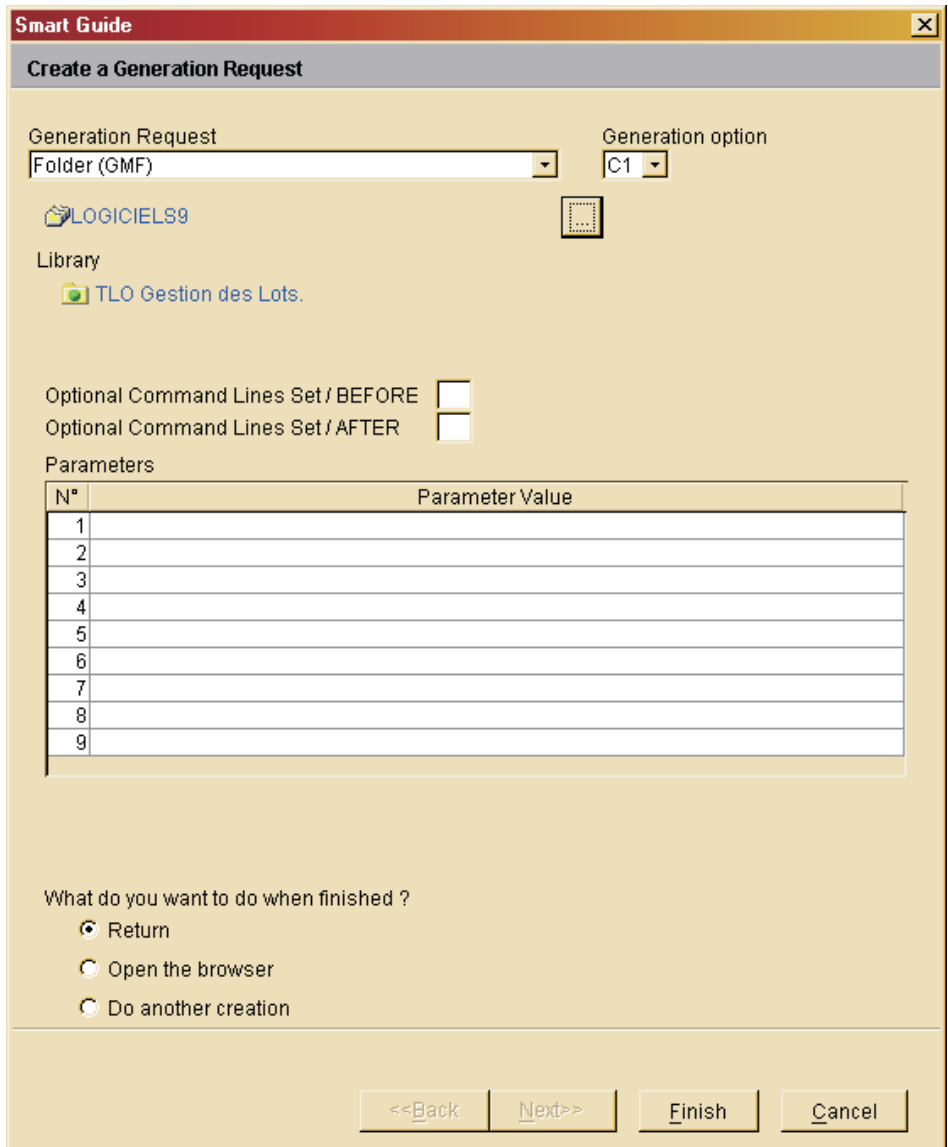 Smart Guide
Create a Generation Request
Generation Request Generation option
Folder (GMF) C1
LOGICIELS9 ...
Library
TLO Gestion des Lots.
Optional Command Lines Set / BEFORE
Optional Command Lines Set / AFTER
Parameters
N° Parameter Value
1
2
3
4
5
6
7
8
9
What do you want to do when finished ?
Return
Open the browser
Do another creation
<<Back Next>> Finish Cancel